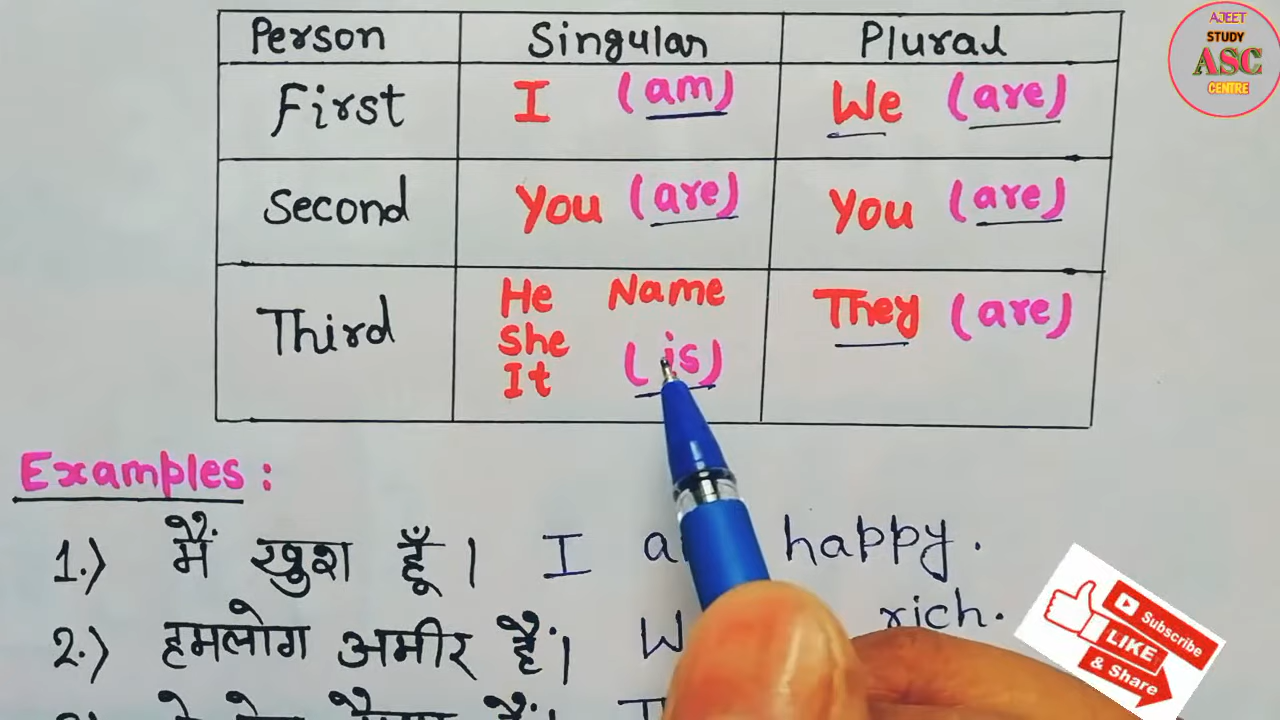 Person Singular Plural
First I (am) We (are)
Second You (are) You (are)
Third He Name They (are)
She (is)
It
Examples:
1.) मैं खुश हूँ। I happy.
2.) हमलोग अमीर हैं। rich.
AJEET
STUDY
ASC
CENTRE
Subscribe
LIKE
& Share